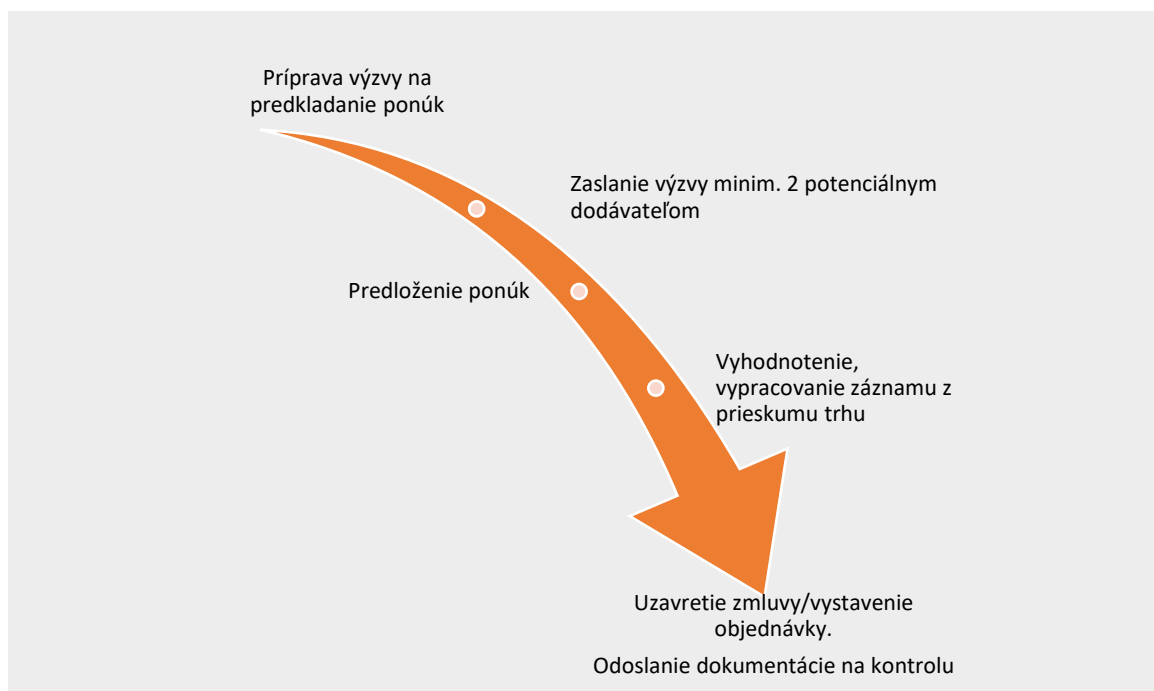 Príprava výzvy na
predkladanie ponúk
Zaslanie výzvy minim. 2 potenciálnym
dodávateľom
Predloženie ponúk
Vyhodnotenie,
vypracovanie záznamu z
prieskumu trhu
Uzavretie zmluvy/vystavenie
objednávky.
Odoslanie dokumentácie na kontrolu